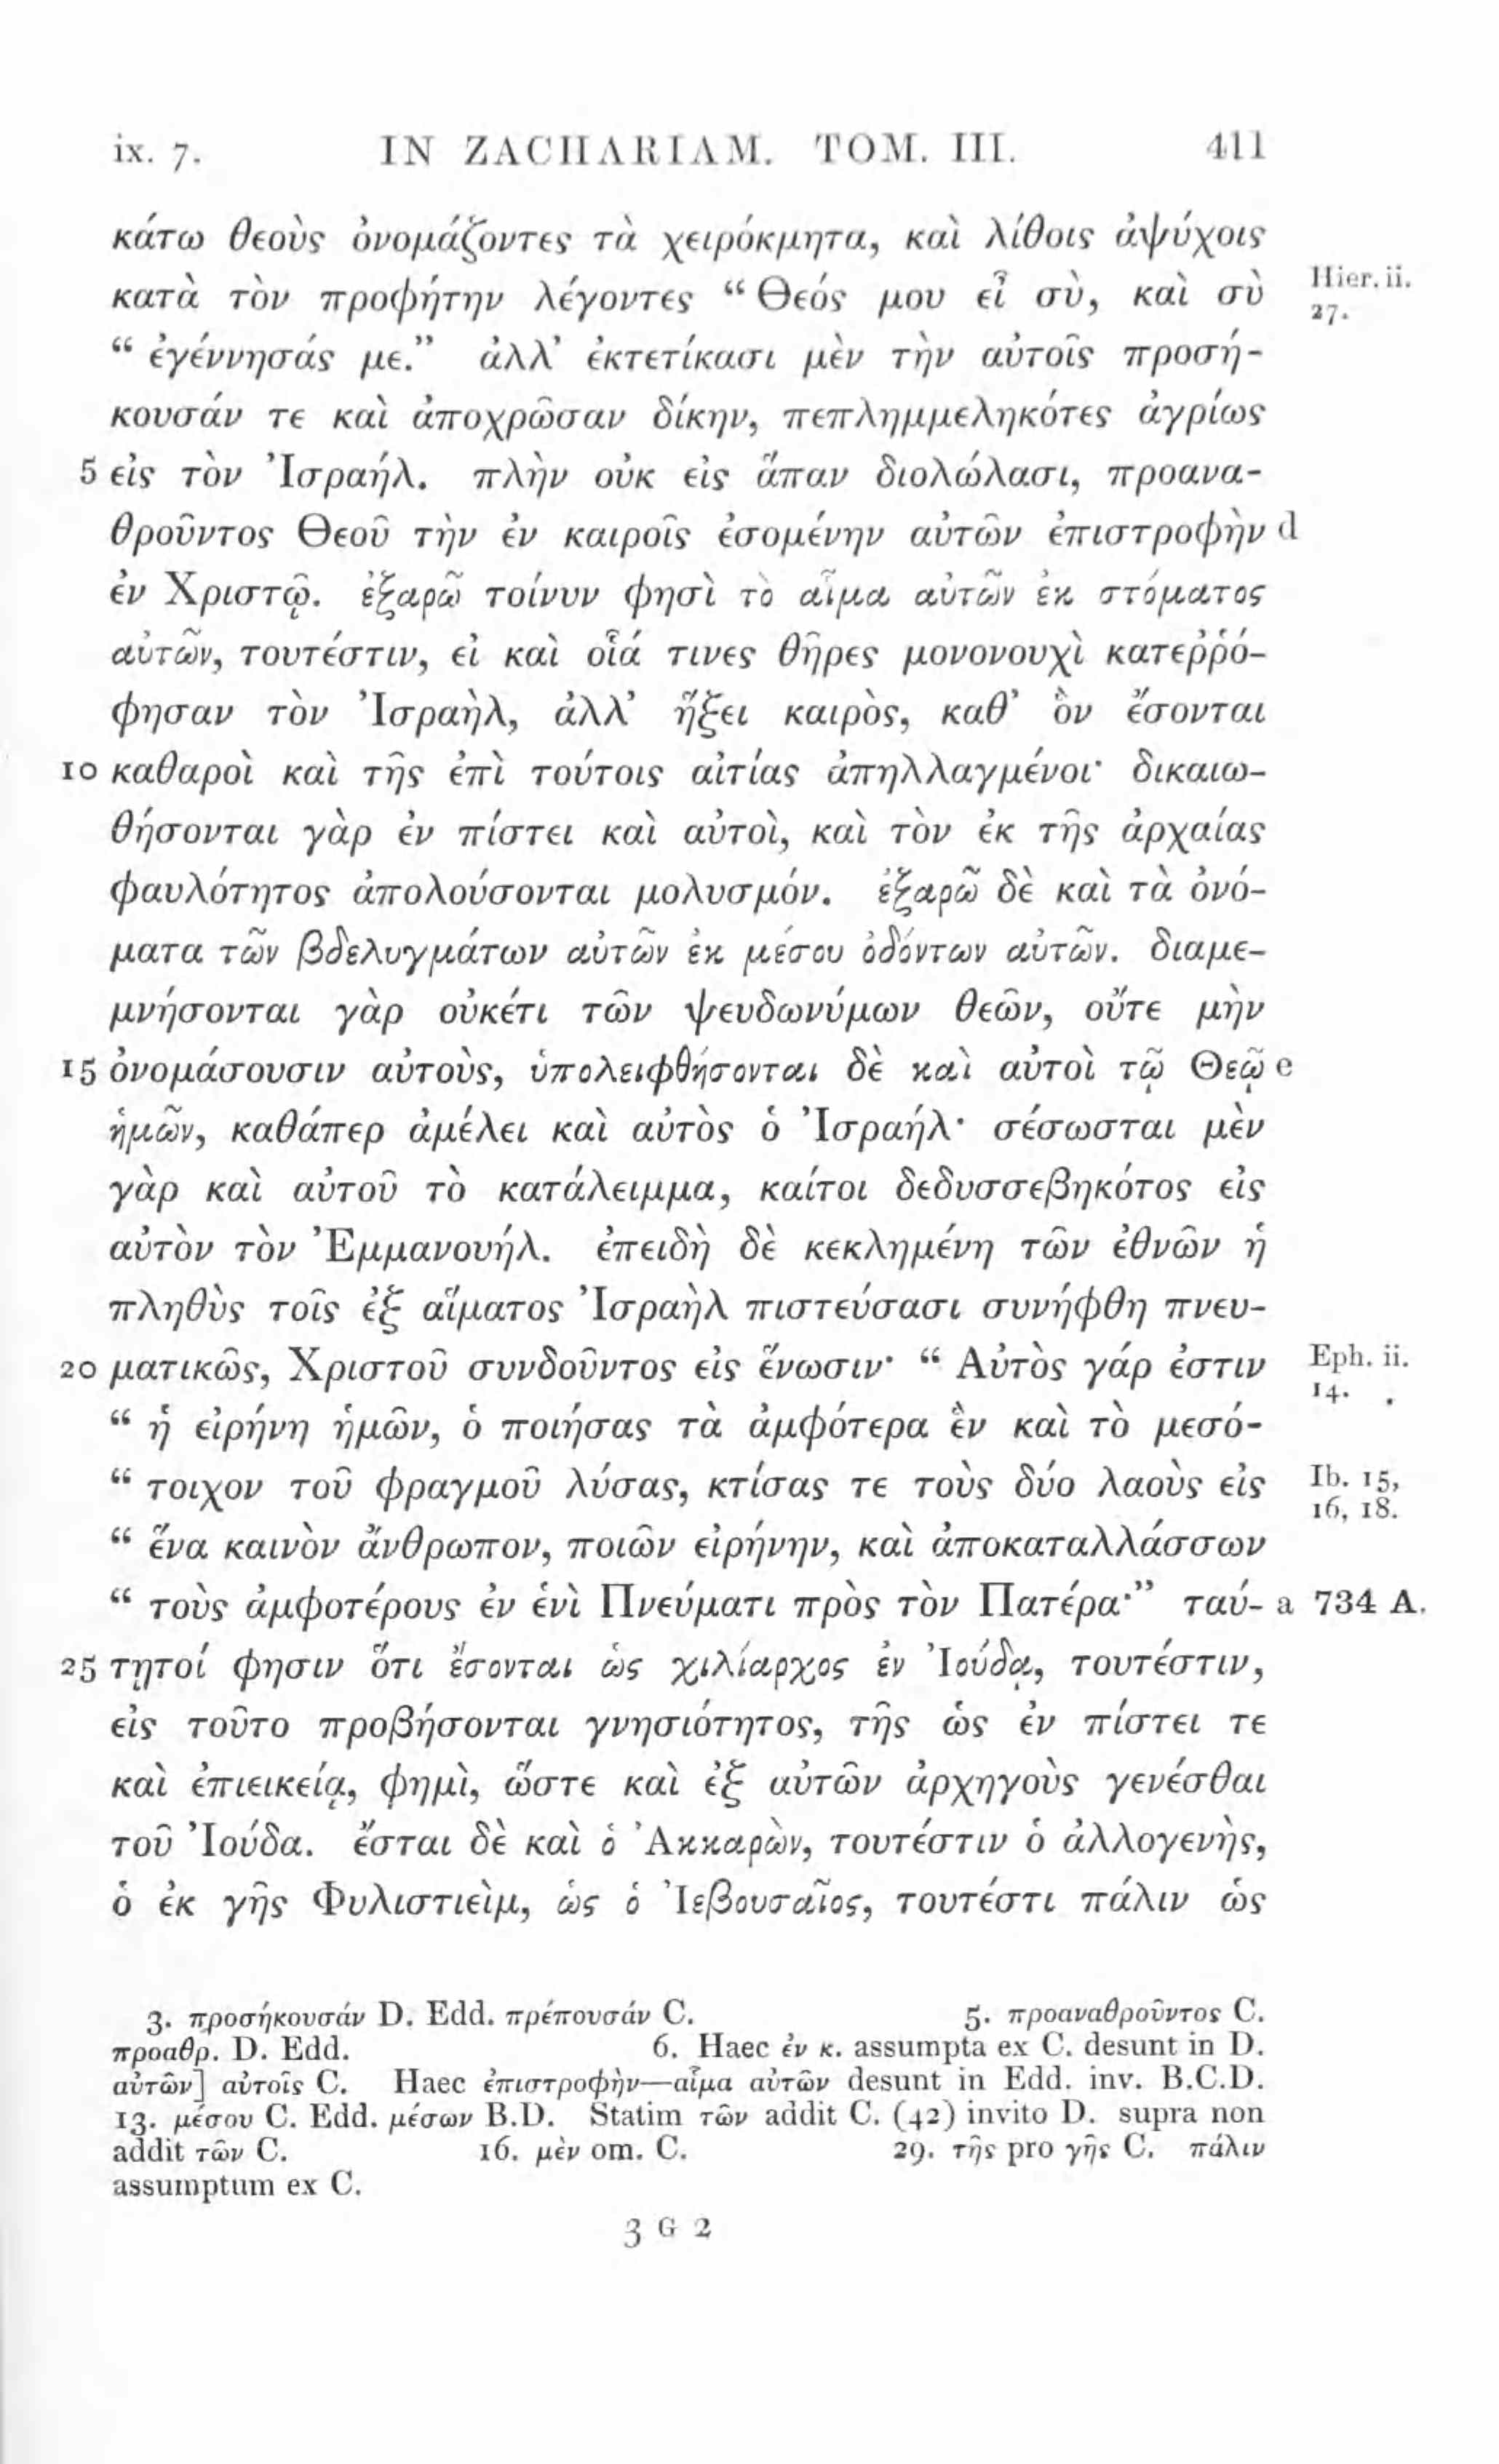 ix. 7. IN ZACHARIAM. TOM. III. 411
κάτω θεοὺς ὀνομάζοντες τὰ χειρόκμητα, καὶ λίθοις ἀψύχοις
κατὰ τὸν προφήτην λέγοντες “ Θεός μου εἶ σὺ, καὶ σὺ Hier. ii. 27.
“ ἐγέννησάς με.” ἀλλ’ ἐκτετίκασι μὲν τὴν αὐτοῖς προσή-
κουσάν τε καὶ ἀποχρῶσαν δίκην, πεπλημμεληκότες ἀγρίως
5 εἰς τὸν Ἰσραήλ. πλὴν οὐκ εἰς ἅπαν διολώλασι, προανα-
θροῦντος Θεοῦ τὴν ἐν καιροῖς ἐσομένην αὐτῶν ἐπιστροφὴν d
ἐν Χριστῷ. ἐξαρῶ τοίνυν φησὶ τὸ αἷμα αὐτῶν ἐκ στόματος
αὐτῶν, τουτέστιν, εἰ καὶ οἷά τινες θῆρες μονονουχὶ κατεῤῥό-
φησαν τὸν Ἰσραὴλ, ἀλλ’ ἥξει καιρὸς, καθ’ ὃν ἔσονται
10 καθαροὶ καὶ τῆς ἐπὶ τούτοις αἰτίας ἀπηλλαγμένοι· δικαιω-
θήσονται γὰρ ἐν πίστει καὶ αὐτοὶ, καὶ τὸν ἐκ τῆς ἀρχαίας
φαυλότητος ἀπολούσονται μολυσμόν. ἐξαρῶ δὲ καὶ τὰ ὀνό-
ματα τῶν βδελυγμάτων αὐτῶν ἐκ μέσου ὀδόντων αὐτῶν. διαμε-
μνήσονται γὰρ οὐκέτι τῶν ψευδωνύμων θεῶν, οὔτε μὴν
15 ὀνομάσουσιν αὐτοὺς, ὑπολειφθήσονται δὲ καὶ αὐτοὶ τῷ Θεῷ e
ἡμῶν, καθάπερ ἀμέλει καὶ αὐτὸς ὁ Ἰσραήλ· σέσωσται μὲν
γὰρ καὶ αὐτοῦ τὸ κατάλειμμα, καίτοι δεδυσσεβηκότος εἰς
αὐτὸν τὸν Ἐμμανουήλ. ἐπειδὴ δὲ κεκλημένη τῶν ἐθνῶν ἡ
πληθὺς τοῖς ἐξ αἵματος Ἰσραὴλ πιστεύσασι συνήφθη πνευ-
20 ματικῶς, Χριστοῦ συνδοῦντος εἰς ἕνωσιν· “ Αὐτὸς γάρ ἐστιν Eph. ii. 14.
“ ἡ εἰρήνη ἡμῶν, ὁ ποιήσας τὰ ἀμφότερα ἓν καὶ τὸ μεσό-
“ τοιχον τοῦ φραγμοῦ λύσας, κτίσας τε τοὺς δύο λαοὺς εἰς Ib. 15, 16, 18.
“ ἕνα καινὸν ἄνθρωπον, ποιῶν εἰρήνην, καὶ ἀποκαταλλάσσων
“ τοὺς ἀμφοτέρους ἐν ἑνὶ Πνεύματι πρὸς τὸν Πατέρα·” ταύ- a 734 A.
25 τῃτοί φησιν ὅτι ἔσονται ὡς χιλίαρχος ἐν Ἰούδᾳ, τουτέστιν,
εἰς τοῦτο προβήσονται γνησιότητος, τῆς ὡς ἐν πίστει τε
καὶ ἐπιεικείᾳ, φημὶ, ὥστε καὶ ἐξ αὐτῶν ἀρχηγοὺς γενέσθαι
τοῦ Ἰούδα. ἔσται δὲ καὶ ὁ Ἀκκαρὼν, τουτέστιν ὁ ἀλλογενὴς,
ὁ ἐκ γῆς Φυλιστιεὶμ, ὡς ὁ Ἰεβουσαῖος, τουτέστι πάλιν ὡς
3. προσήκουσάν D. Edd. πρέπουσάν C. 5. προαναθροῦντος C.
προαθρ. D. Edd. 6. Haec ἐν κ. assumpta ex C. desunt in D.
αὐτῶν] αὐτοῖς C. Haec ἐπιστροφὴν—αἷμα αὐτῶν desunt in Edd. inv. B.C.D.
13. μέσου C. Edd. μέσων B.D. Statim τῶν addit C. (42) invito D. supra non
addit τῶν C. 16. μὲν om. C. 29. τῆς pro γῆς C. πάλιν
assumptum ex C.
3 G 2